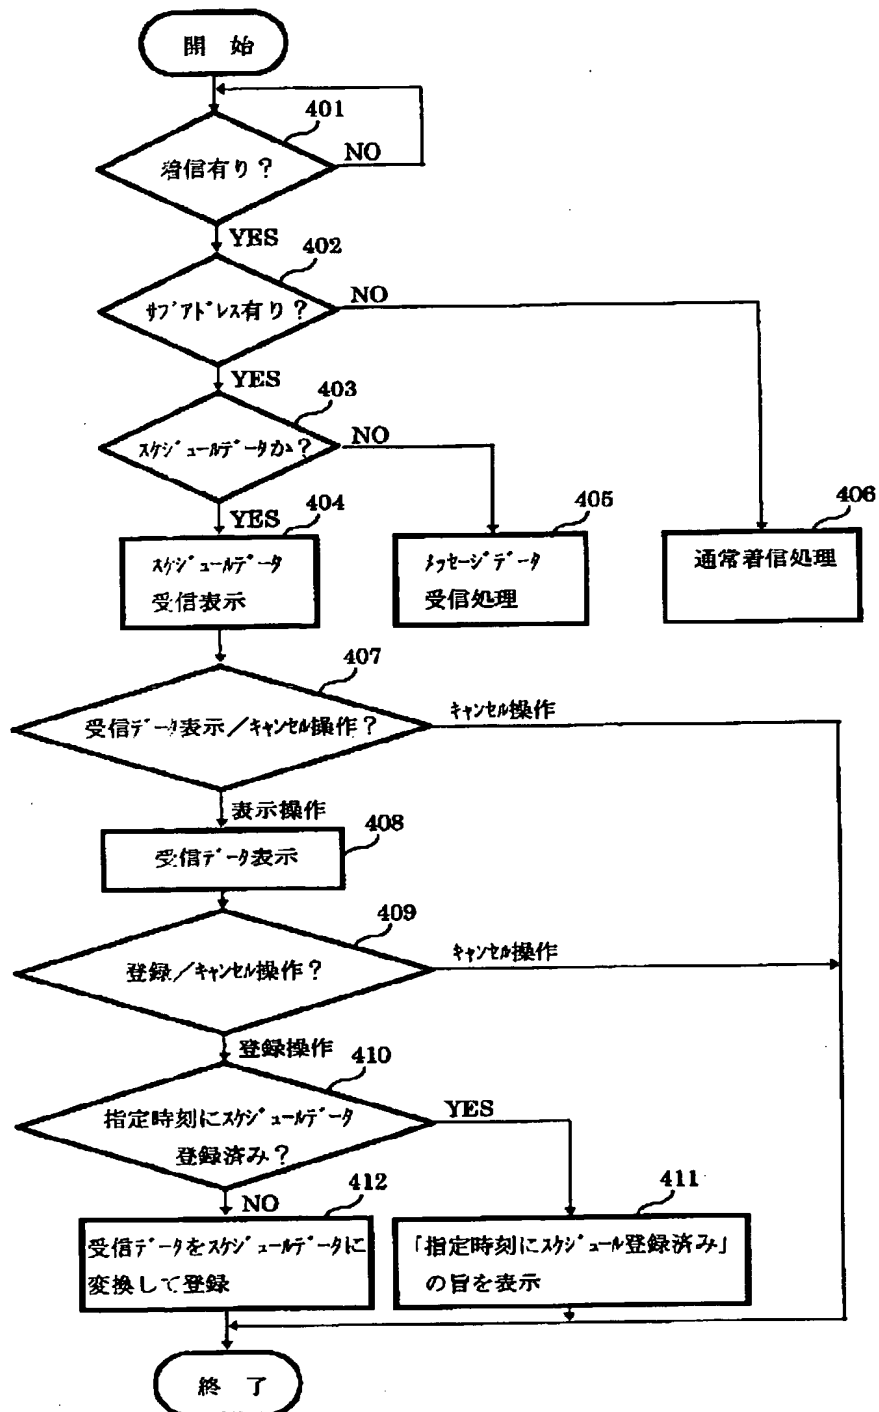 開 始
401
着信有り?
NO
YES
402
サブアドレス有り?
NO
YES
403
スケジュールデータか?
NO
YES
404
スケジュールデータ
受信表示
405
メッセージデータ
受信処理
406
通常着信処理
407
受信データ表示/キャンセル操作?
キャンセル操作
表示操作
408
受信データ表示
409
登録/キャンセル操作?
キャンセル操作
登録操作
410
指定時刻にスケジュールデータ
登録済み?
YES
NO
412
受信データをスケジュールデータに
変換して登録
411
「指定時刻にスケジュール登録済み」
の旨を表示
終 了